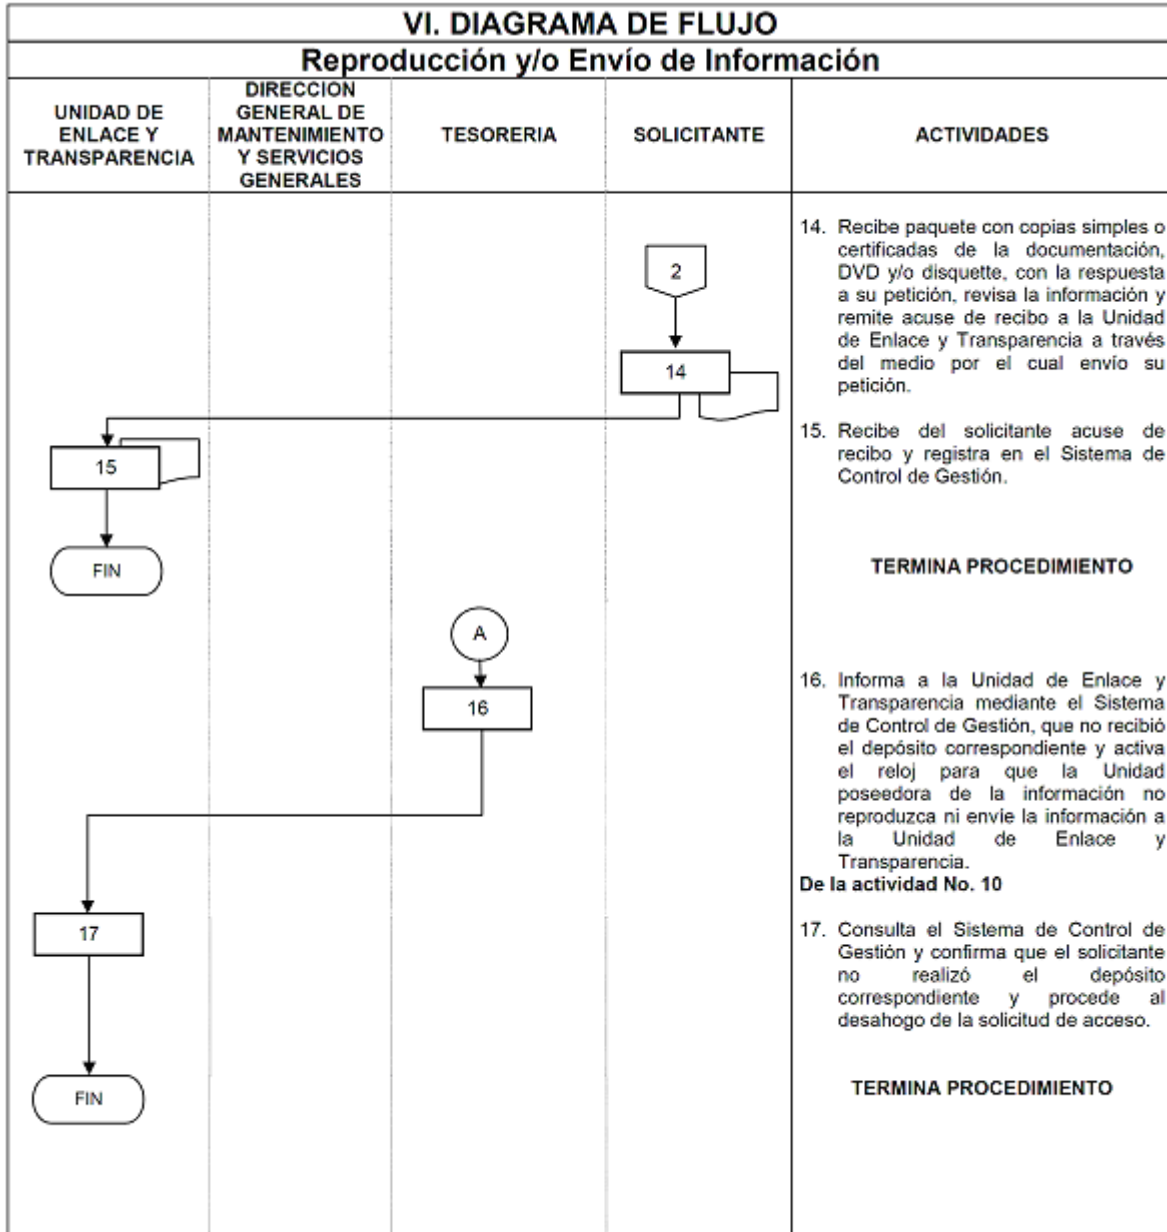 VI. DIAGRAMA DE FLUJO
Reproducción y/o Envío de Información
UNIDAD DE
ENLACE Y
TRANSPARENCIA
DIRECCION
GENERAL DE
MANTENIMIENTO
Y SERVICIOS
GENERALES
TESORERIA
SOLICITANTE
ACTIVIDADES
2
14
15
FIN
A
16
17
FIN
14. Recibe paquete con copias simples o
certificadas de la documentación,
DVD y/o disquette, con la respuesta
a su petición, revisa la información y
remite acuse de recibo a la Unidad
de Enlace y Transparencia a través
del medio por el cual envío su
petición.
15. Recibe del solicitante acuse de
recibo y registra en el Sistema de
Control de Gestión.
TERMINA PROCEDIMIENTO
16. Informa a la Unidad de Enlace y
Transparencia mediante el Sistema
de Control de Gestión, que no recibió
el depósito correspondiente y activa
el reloj para que la Unidad
poseedora de la información no
reproduzca ni envíe la información a
la Unidad de Enlace y
Transparencia.
De la actividad No. 10
17. Consulta el Sistema de Control de
Gestión y confirma que el solicitante
no realizó el depósito
correspondiente y procede al
desahogo de la solicitud de acceso.
TERMINA PROCEDIMIENTO